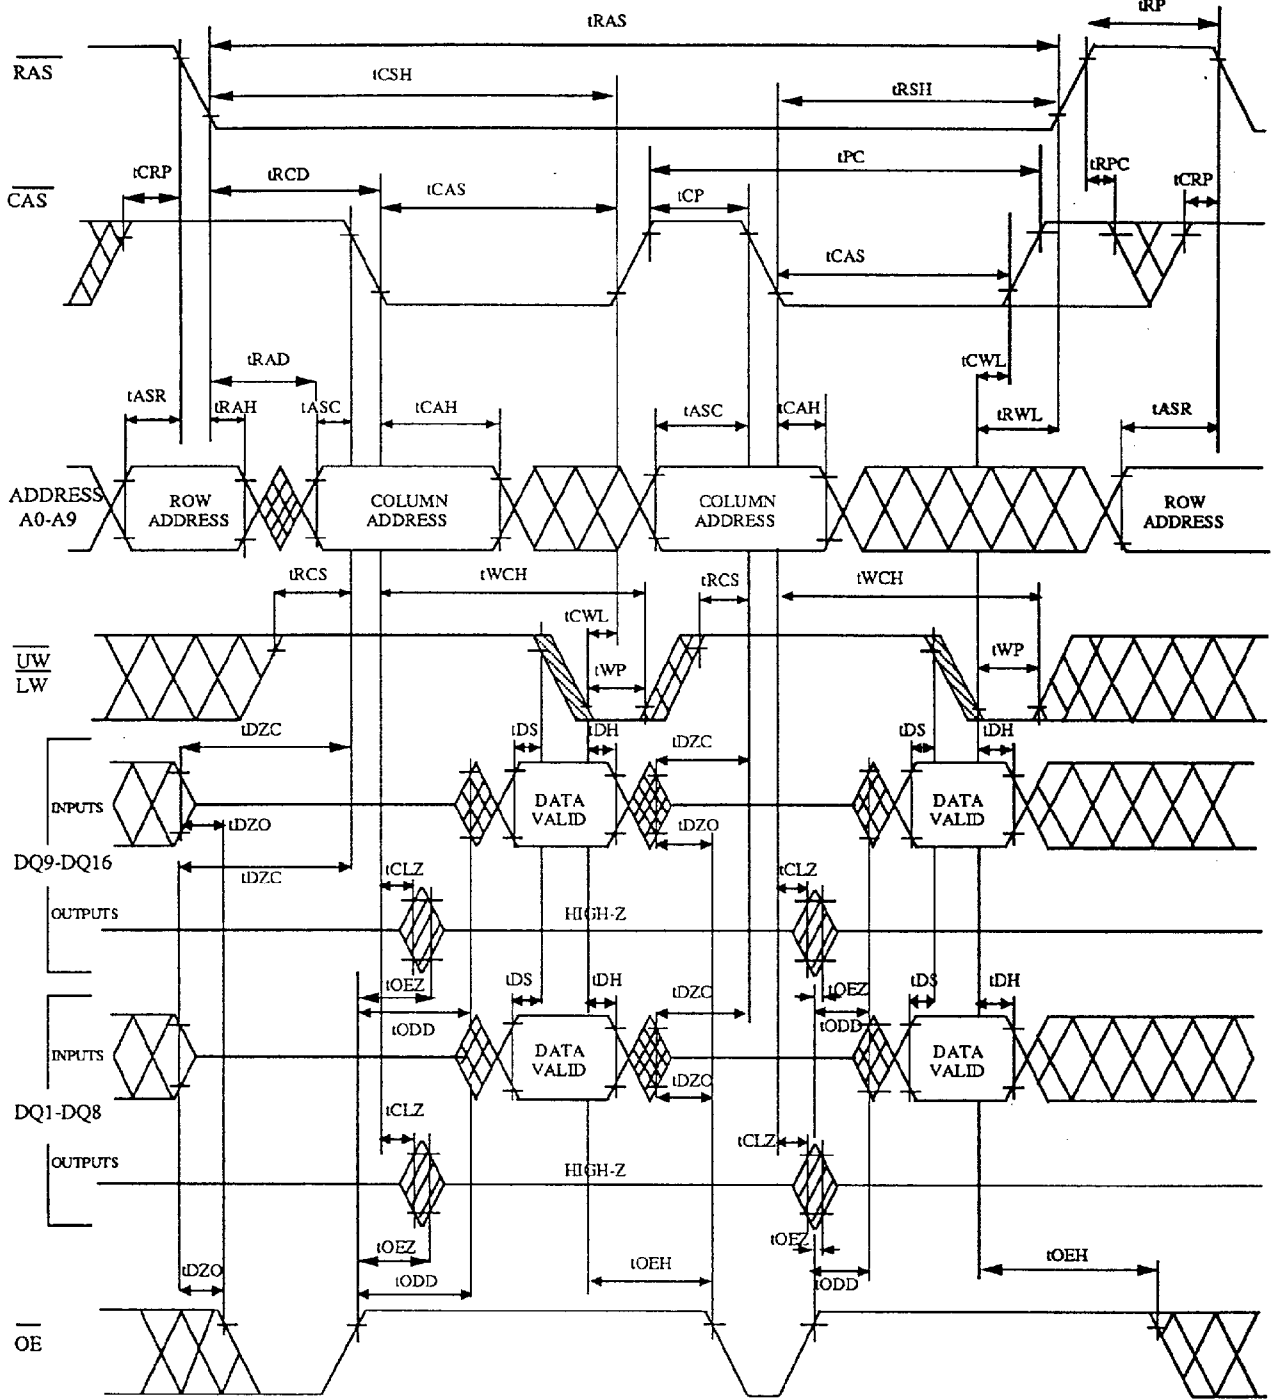 tRAS tRP
RAS
tCSH tRSH
tCRP tRCD tCAS tPC tRPC
tCP tCRP
CAS
tCAS
tRAD tCWL
tASR tRAH tASC tCAH tASC tCAH tRWL tASR
ADDRESS
A0-A9
ROW
ADDRESS
COLUMN
ADDRESS
COLUMN
ADDRESS
ROW
ADDRESS
tRCS tWCH tRCS tWCH
tCWL
UW
LW
tWP tWP
tDZC tDS tDH tDZC tDS tDH
INPUTS
DATA
VALID
DATA
VALID
tDZO tDZO
DQ9-DQ16
tDZC tCLZ tCLZ
OUTPUTS
HIGH-Z
tOEZ tDS tDH tDZC tOEZ tDS tDH
tODD tODD
INPUTS
DATA
VALID
DATA
VALID
tDZO
DQ1-DQ8
tCLZ tCLZ
OUTPUTS
HIGH-Z
tOEZ tOEZ
tDZO tODD tOEH tODD tOEH
OE